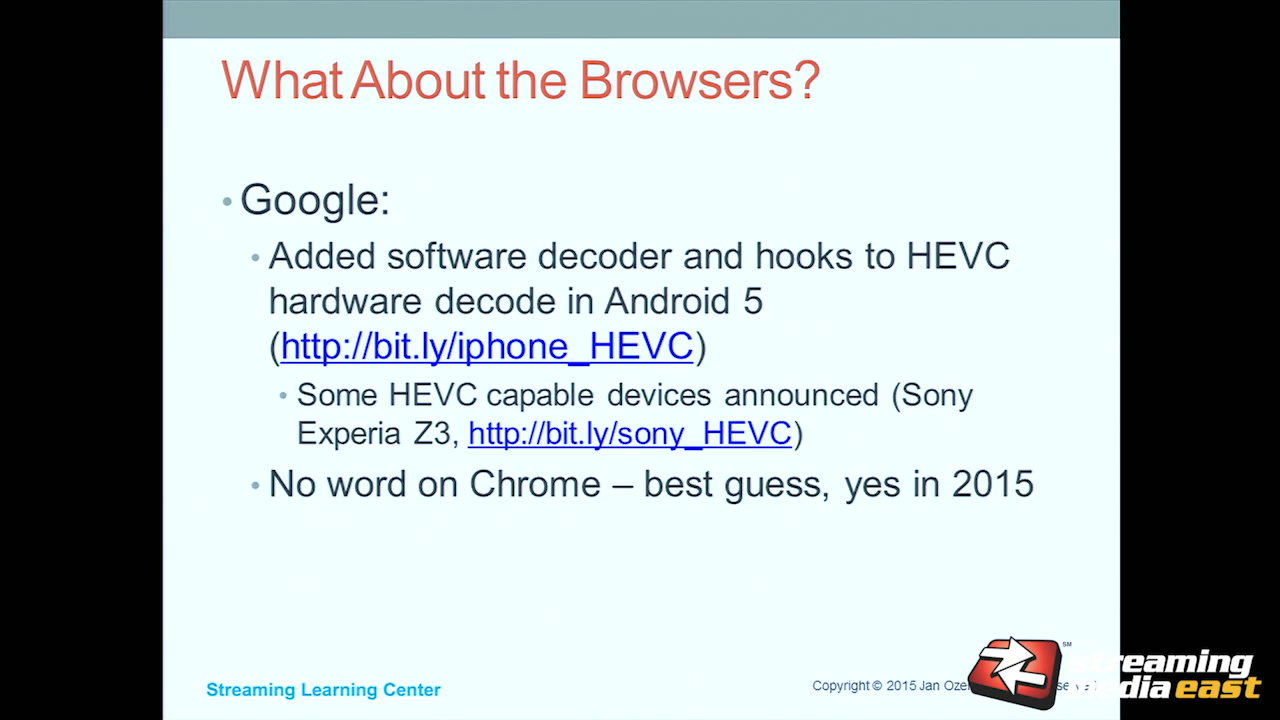 What About the Browsers?
• Google:
• Added software decoder and hooks to HEVC
hardware decode in Android 5
(http://bit.ly/iphone_HEVC)
• Some HEVC capable devices announced (Sony
Experia Z3, http://bit.ly/sony_HEVC)
• No word on Chrome – best guess, yes in 2015
Streaming Learning Center
Copyright © 2015 Jan
SM
streaming
media east